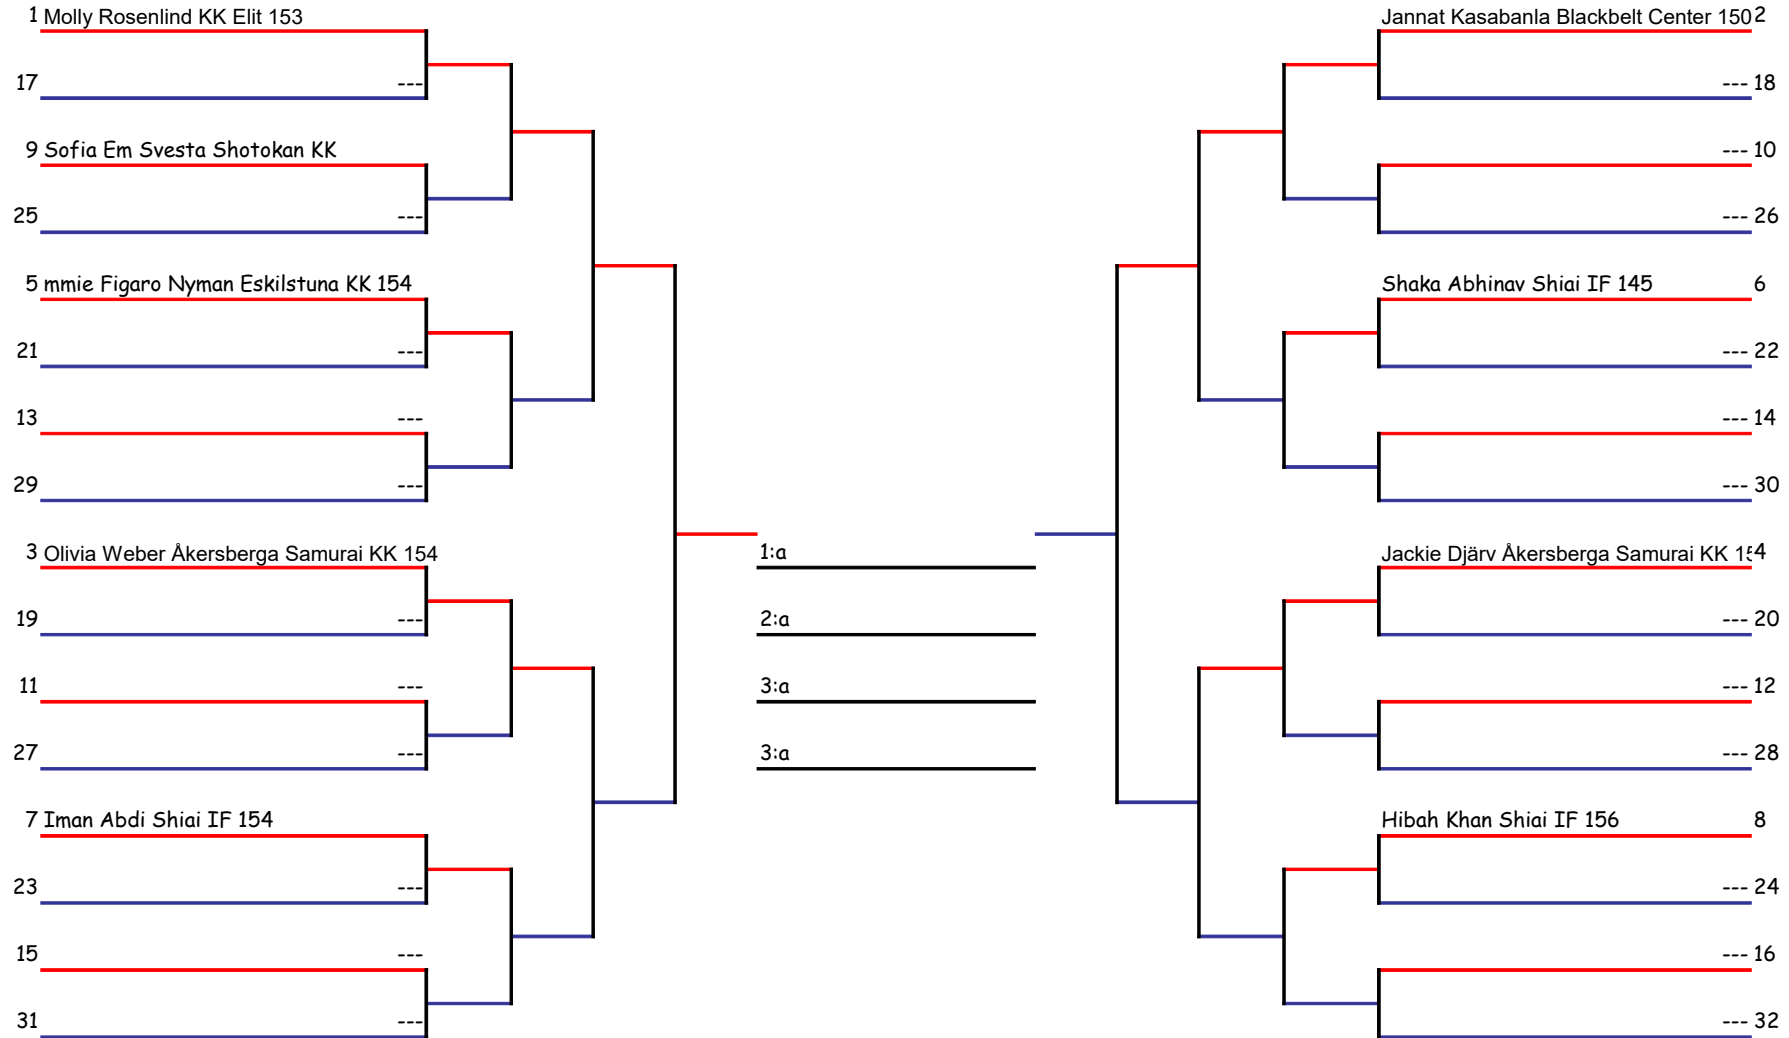 1 Molly Rosenlind KK Elit 153
17 ---
9 Sofia Em Svesta Shotokan KK
25 ---
5 mmie Figaro Nyman Eskilstuna KK 154
21 ---
13 ---
29 ---
3 Olivia Weber Åkersberga Samurai KK 154
19 ---
11 ---
27 ---
7 Iman Abdi Shiai IF 154
23 ---
15 ---
31 ---
1:a
2:a
3:a
3:a
Jannat Kasabanla Blackbelt Center 150 2
--- 18
--- 10
--- 26
Shaka Abhinav Shiai IF 145 6
--- 22
--- 14
--- 30
Jackie Djärv Åkersberga Samurai KK 15 4
--- 20
--- 12
--- 28
Hibah Khan Shiai IF 156 8
--- 24
--- 16
--- 32